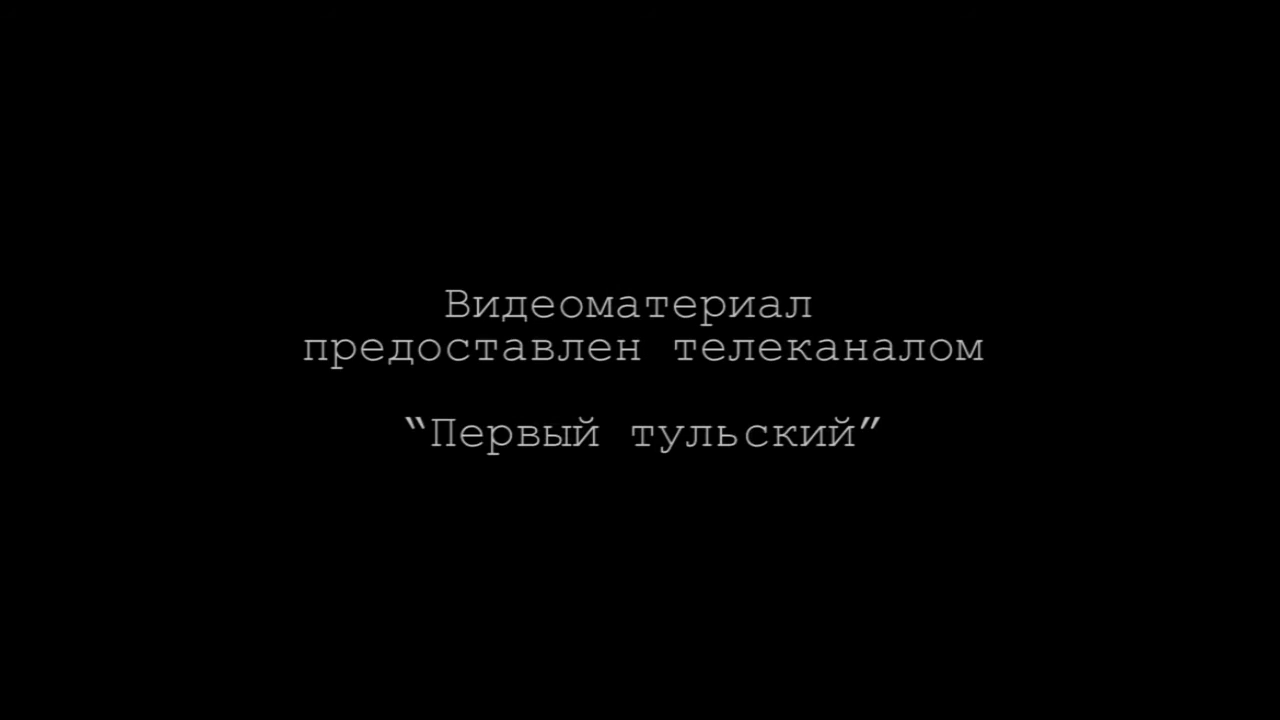 Видеоматериал
предоставлен телеканалом
“Первый тульский”